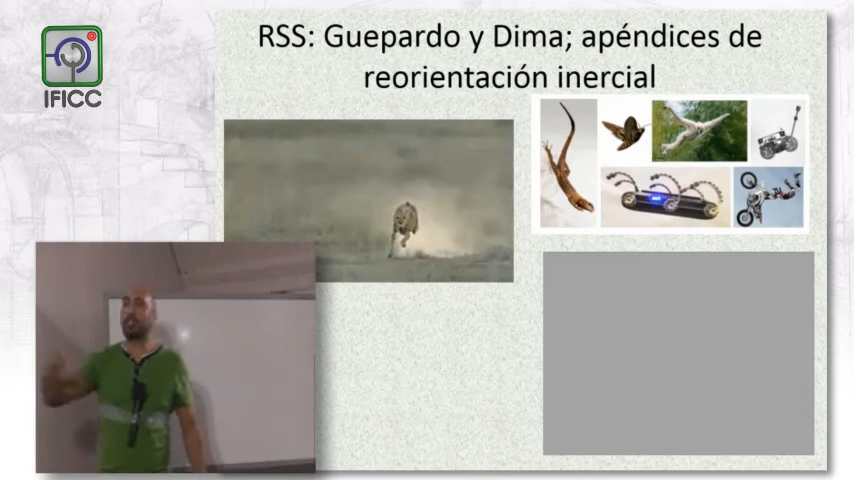 RSS: Guepardo y Dima; apéndices de
reorientación inercial
IFICC